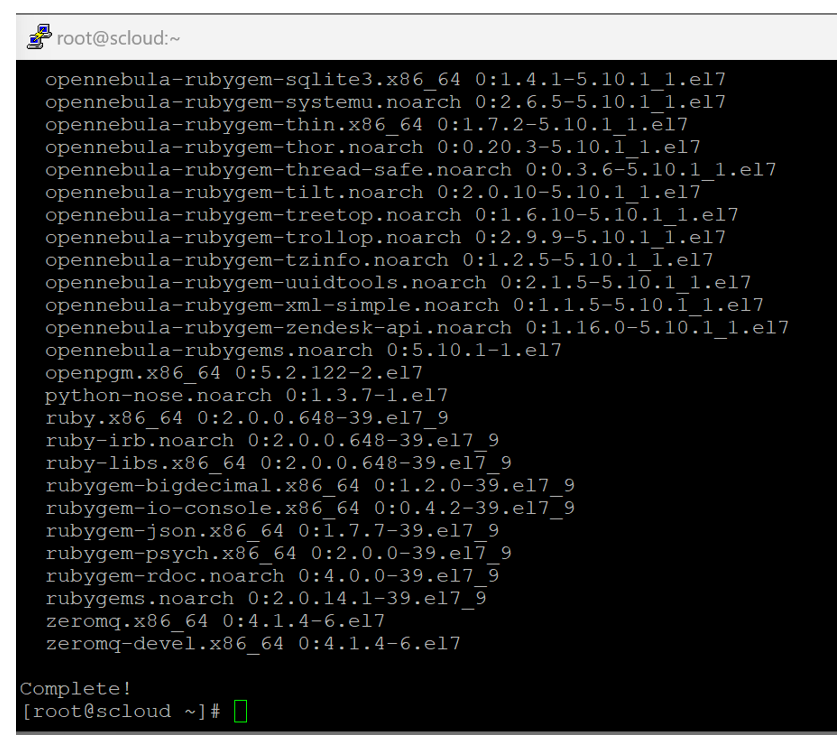 root@scloud:~
opennebula-rubygem-sqlite3.x86_64 0:1.4.1-5.10.1_1.el7
opennebula-rubygem-systemu.noarch 0:2.6.5-5.10.1_1.el7
opennebula-rubygem-thin.x86_64 0:1.7.2-5.10.1_1.el7
opennebula-rubygem-thor.noarch 0:0.20.3-5.10.1_1.el7
opennebula-rubygem-thread-safe.noarch 0:0.3.6-5.10.1_1.el7
opennebula-rubygem-tilt.noarch 0:2.0.10-5.10.1_1.el7
opennebula-rubygem-treetop.noarch 0:1.6.10-5.10.1_1.el7
opennebula-rubygem-trollop.noarch 0:2.9.9-5.10.1_1.el7
opennebula-rubygem-tzinfo.noarch 0:1.2.5-5.10.1_1.el7
opennebula-rubygem-uuidtools.noarch 0:2.1.5-5.10.1_1.el7
opennebula-rubygem-xml-simple.noarch 0:1.1.5-5.10.1_1.el7
opennebula-rubygem-zendesk-api.noarch 0:1.16.0-5.10.1_1.el7
opennebula-rubygems.noarch 0:5.10.1-1.el7
openpgm.x86_64 0:5.2.122-2.el7
python-nose.noarch 0:1.3.7-1.el7
ruby.x86_64 0:2.0.0.648-39.el7_9
ruby-irb.noarch 0:2.0.0.648-39.el7_9
ruby-libs.x86_64 0:2.0.0.648-39.el7_9
rubygem-bigdecimal.x86_64 0:1.2.0-39.el7_9
rubygem-io-console.x86_64 0:0.4.2-39.el7_9
rubygem-json.x86_64 0:1.7.7-39.el7_9
rubygem-psych.x86_64 0:2.0.0-39.el7_9
rubygem-rdoc.noarch 0:4.0.0-39.el7_9
rubygems.noarch 0:2.0.14.1-39.el7_9
zeromq.x86_64 0:4.1.4-6.el7
zeromq-devel.x86_64 0:4.1.4-6.el7
Complete!
[root@scloud ~]#